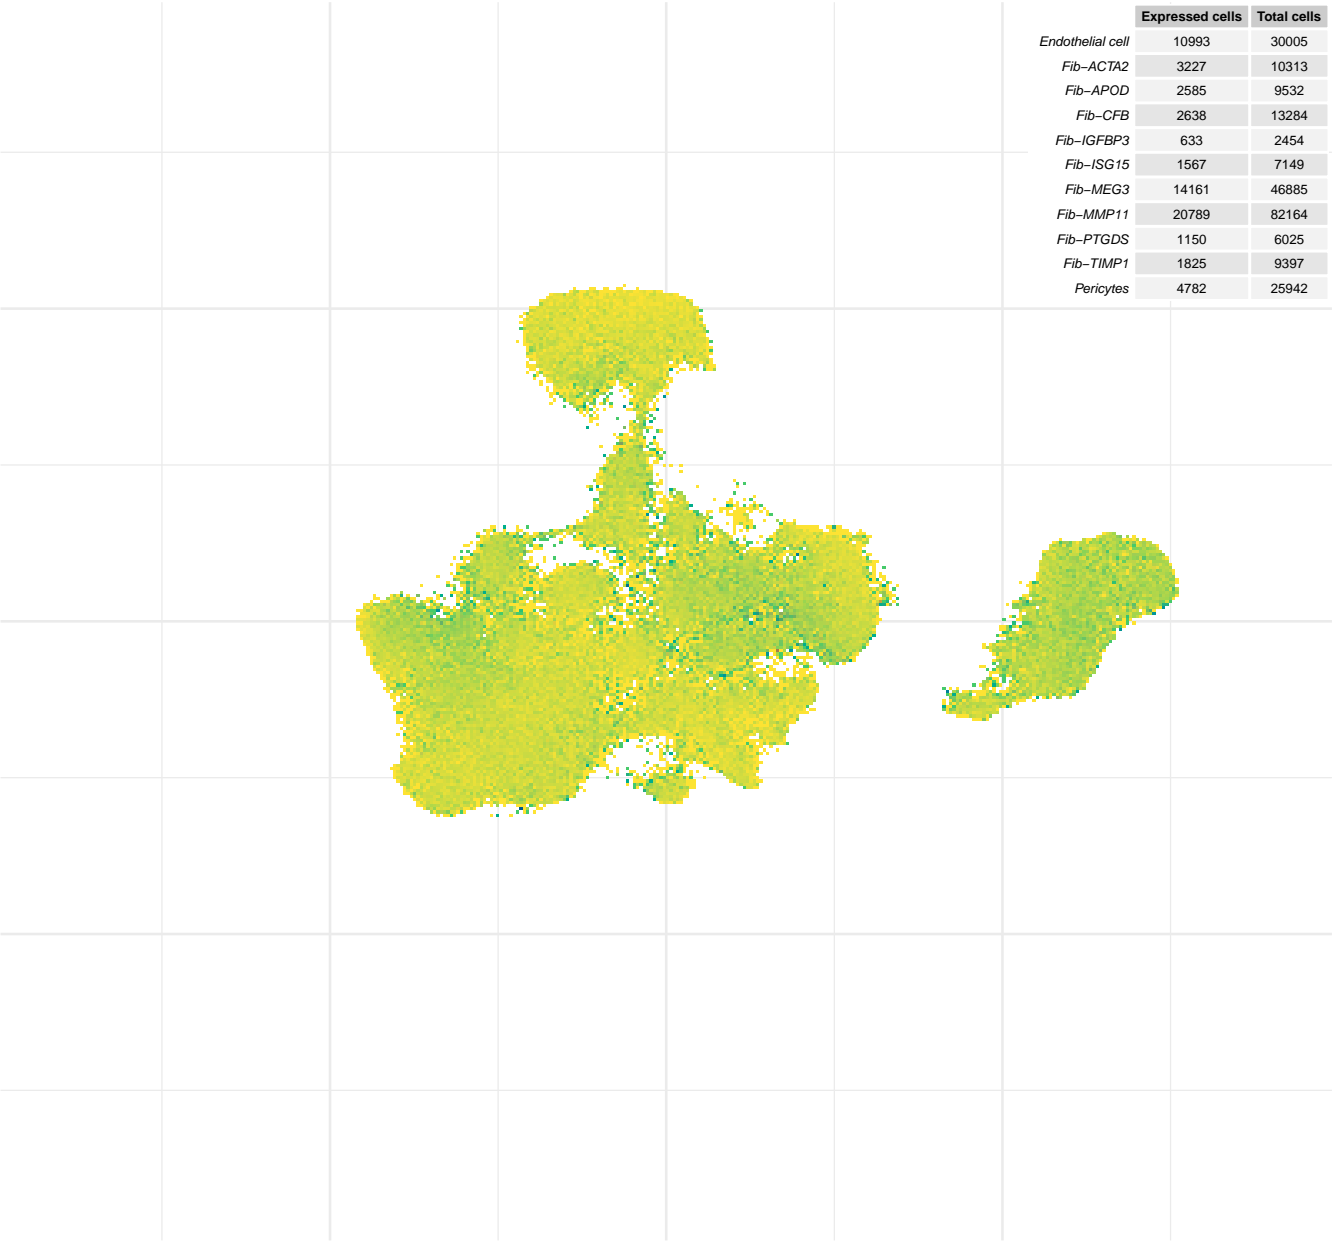 Expressed cells Total cells
Endothelial cell 10993 30005
Fib−ACTA2 3227 10313
Fib−APOD 2585 9532
Fib−CFB 2638 13284
Fib−IGFBP3 633 2454
Fib−ISG15 1567 7149
Fib−MEG3 14161 46885
Fib−MMP11 20789 82164
Fib−PTGDS 1150 6025
Fib−TIMP1 1825 9397
Pericytes 4782 25942